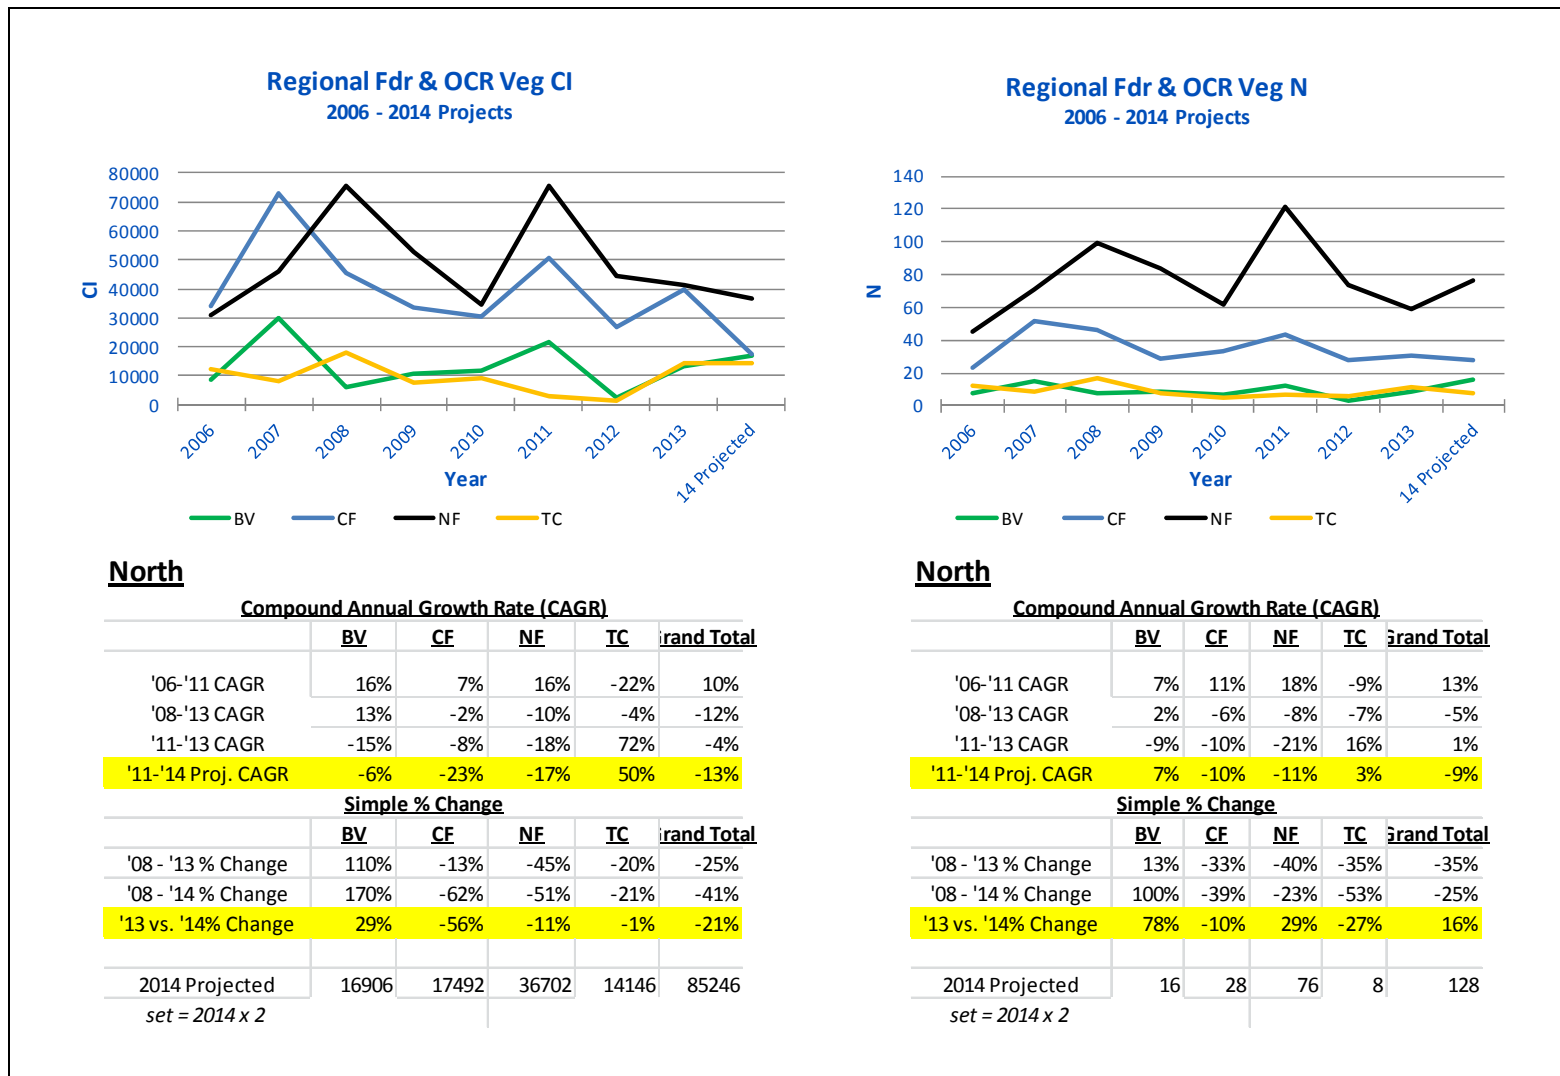 Regional Fdr & OCR Veg CI
2006 - 2014 Projects
80000
70000
60000
50000
40000
30000
20000
10000
0
CI
2006
2007
2008
2009
2010
2011
2012
2013
14 Projected
Year
BV CF NF TC
Regional Fdr & OCR Veg N
2006 - 2014 Projects
140
120
100
80
60
40
20
0
N
2006
2007
2008
2009
2010
2011
2012
2013
14 Projected
Year
BV CF NF TC
North
Compound Annual Growth Rate (CAGR)
BV CF NF TC rand Total
'06-'11 CAGR 16% 7% 16% -22% 10%
'08-'13 CAGR 13% -2% -10% -4% -12%
'11-'13 CAGR -15% -8% -18% 72% -4%
'11-'14 Proj. CAGR -6% -23% -17% 50% -13%
Simple % Change
BV CF NF TC rand Total
'08 - '13 % Change 110% -13% -45% -20% -25%
'08 - '14 % Change 170% -62% -51% -21% -41%
'13 vs. '14% Change 29% -56% -11% -1% -21%
2014 Projected 16906 17492 36702 14146 85246
set = 2014 x 2
North
Compound Annual Growth Rate (CAGR)
BV CF NF TC Grand Total
'06-'11 CAGR 7% 11% 18% -9% 13%
'08-'13 CAGR 2% -6% -8% -7% -5%
'11-'13 CAGR -9% -10% -21% 16% 1%
'11-'14 Proj. CAGR 7% -10% -11% 3% -9%
Simple % Change
BV CF NF TC Grand Total
'08 - '13 % Change 13% -33% -40% -35% -35%
'08 - '14 % Change 100% -39% -23% -53% -25%
'13 vs. '14% Change 78% -10% 29% -27% 16%
2014 Projected 16 28 76 8 128
set = 2014 x 2